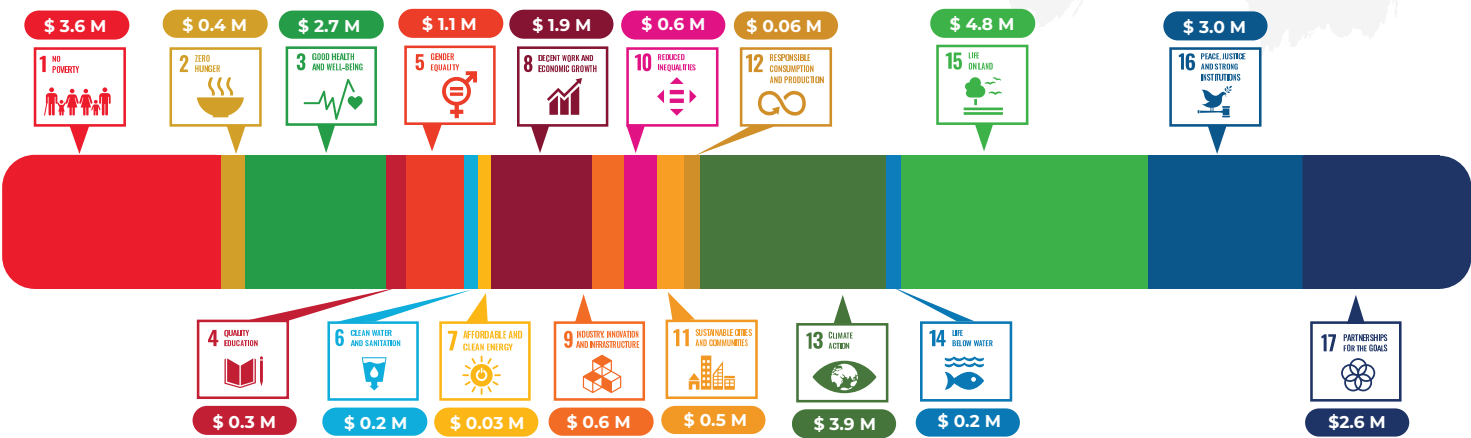 $ 3.6 M
1 NO
POVERTY
$ 0.4 M
2 ZERO
HUNGER
$ 2.7 M
3 GOOD HEALTH
AND WELL-BEING
$ 1.1 M
5 GENDER
EQUALITY
$ 1.9 M
8 DECENT WORK AND
ECONOMIC GROWTH
$ 0.6 M
10 REDUCED
INEQUALITIES
$ 0.06 M
12 RESPONSIBLE
CONSUMPTION
AND PRODUCTION
$ 4.8 M
15 LIFE
ON LAND
$ 3.0 M
16 PEACE, JUSTICE
AND STRONG
INSTITUTIONS
4 QUALITY
EDUCATION
$ 0.3 M
6 CLEAN WATER
AND SANITATION
$ 0.2 M
7 AFFORDABLE AND
CLEAN ENERGY
$ 0.03 M
9 INDUSTRY, INNOVATION
AND INFRASTRUCTURE
$ 0.6 M
11 SUSTAINABLE CITIES
AND COMMUNITIES
$ 0.5 M
13 CLIMATE
ACTION
$ 3.9 M
14 LIFE
BELOW WATER
$ 0.2 M
17 PARTNERSHIPS
FOR THE GOALS
$2.6 M